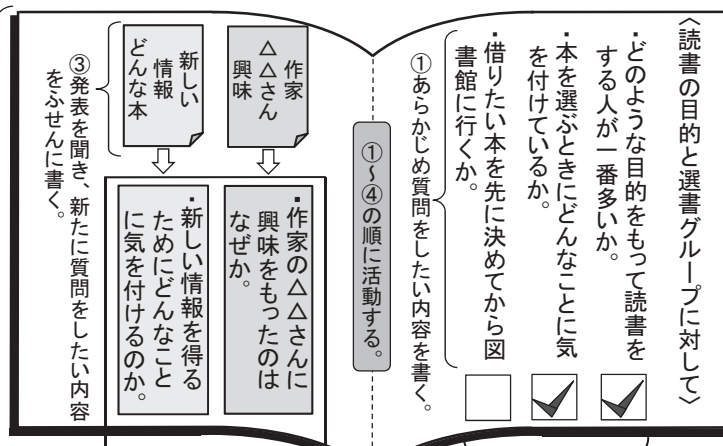 〈読書の目的と選書グループに対して〉
・どのような目的をもって読書を
する人が一番多いか。
・本を選ぶときにどんなことに気
を付けているか。
・借りたい本を先に決めてから図
書館に行くか。
①あらかじめ質問をしたい内容を書く。
①～④の順に活動する。
作家
△△さん
興味
新しい
情報
どんな本
・作家の△△さんに
興味をもったのは
なぜか。
・新しい情報を得る
ためにどんなこと
に気を付けるのか。
③発表を聞き、新たに質問をしたい内容
をふせんに書く。